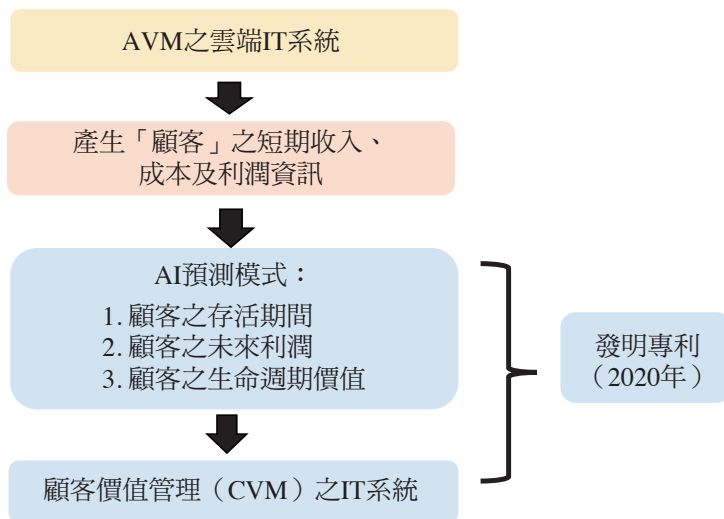 AVM之雲端IT系統
產生「顧客」之短期收入、
成本及利潤資訊
AI預測模式：
1. 顧客之存活期間
2. 顧客之未來利潤
3. 顧客之生命週期價值
發明專利
（2020年）
顧客價值管理（CVM）之IT系統